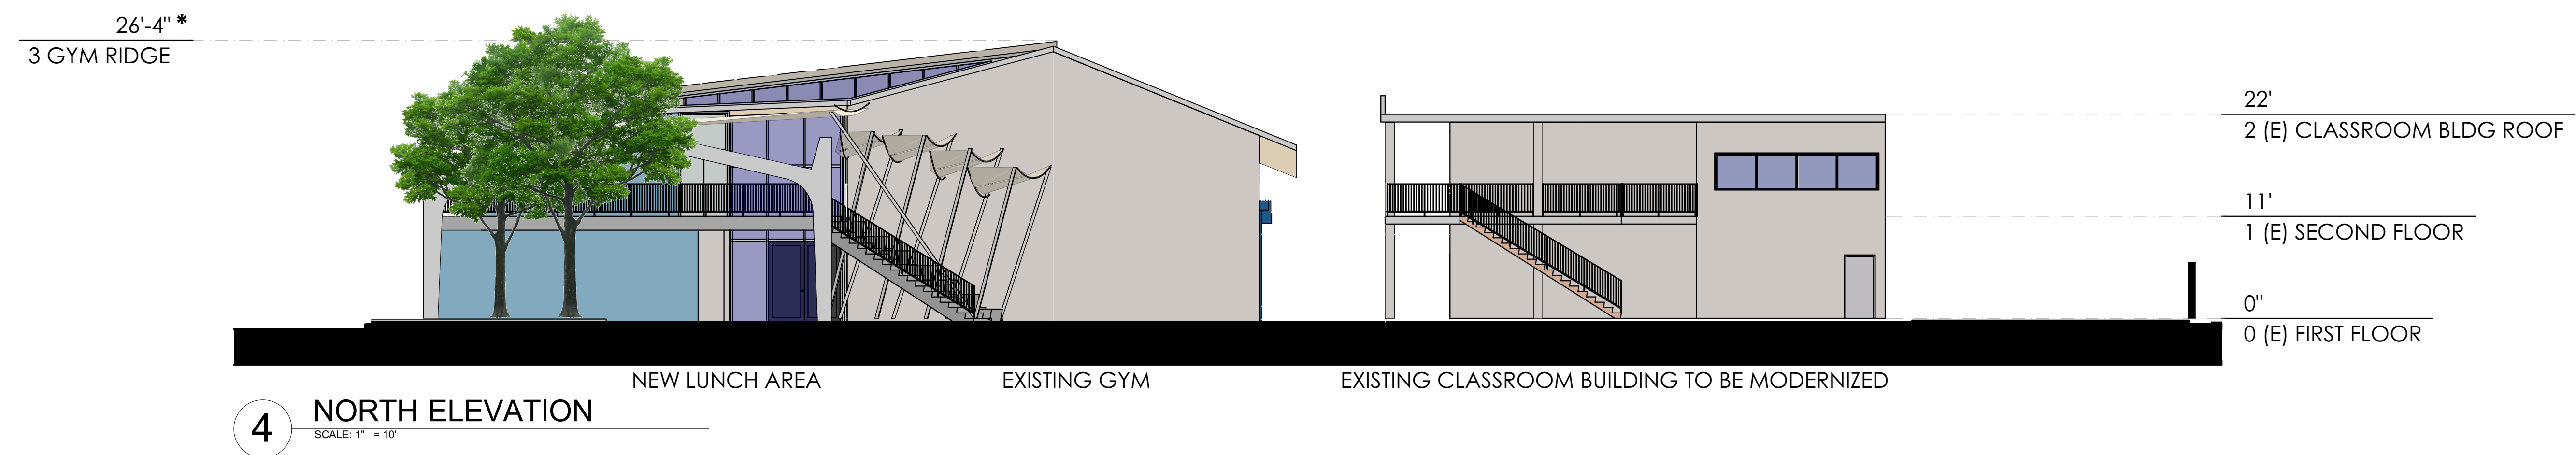 26'-4" *
3 GYM RIDGE
22'
2 (E) CLASSROOM BLDG ROOF
11'
1 (E) SECOND FLOOR
0"
0 (E) FIRST FLOOR
NEW LUNCH AREA
EXISTING GYM
EXISTING CLASSROOM BUILDING TO BE MODERNIZED
4
NORTH ELEVATION
SCALE: 1" = 10'